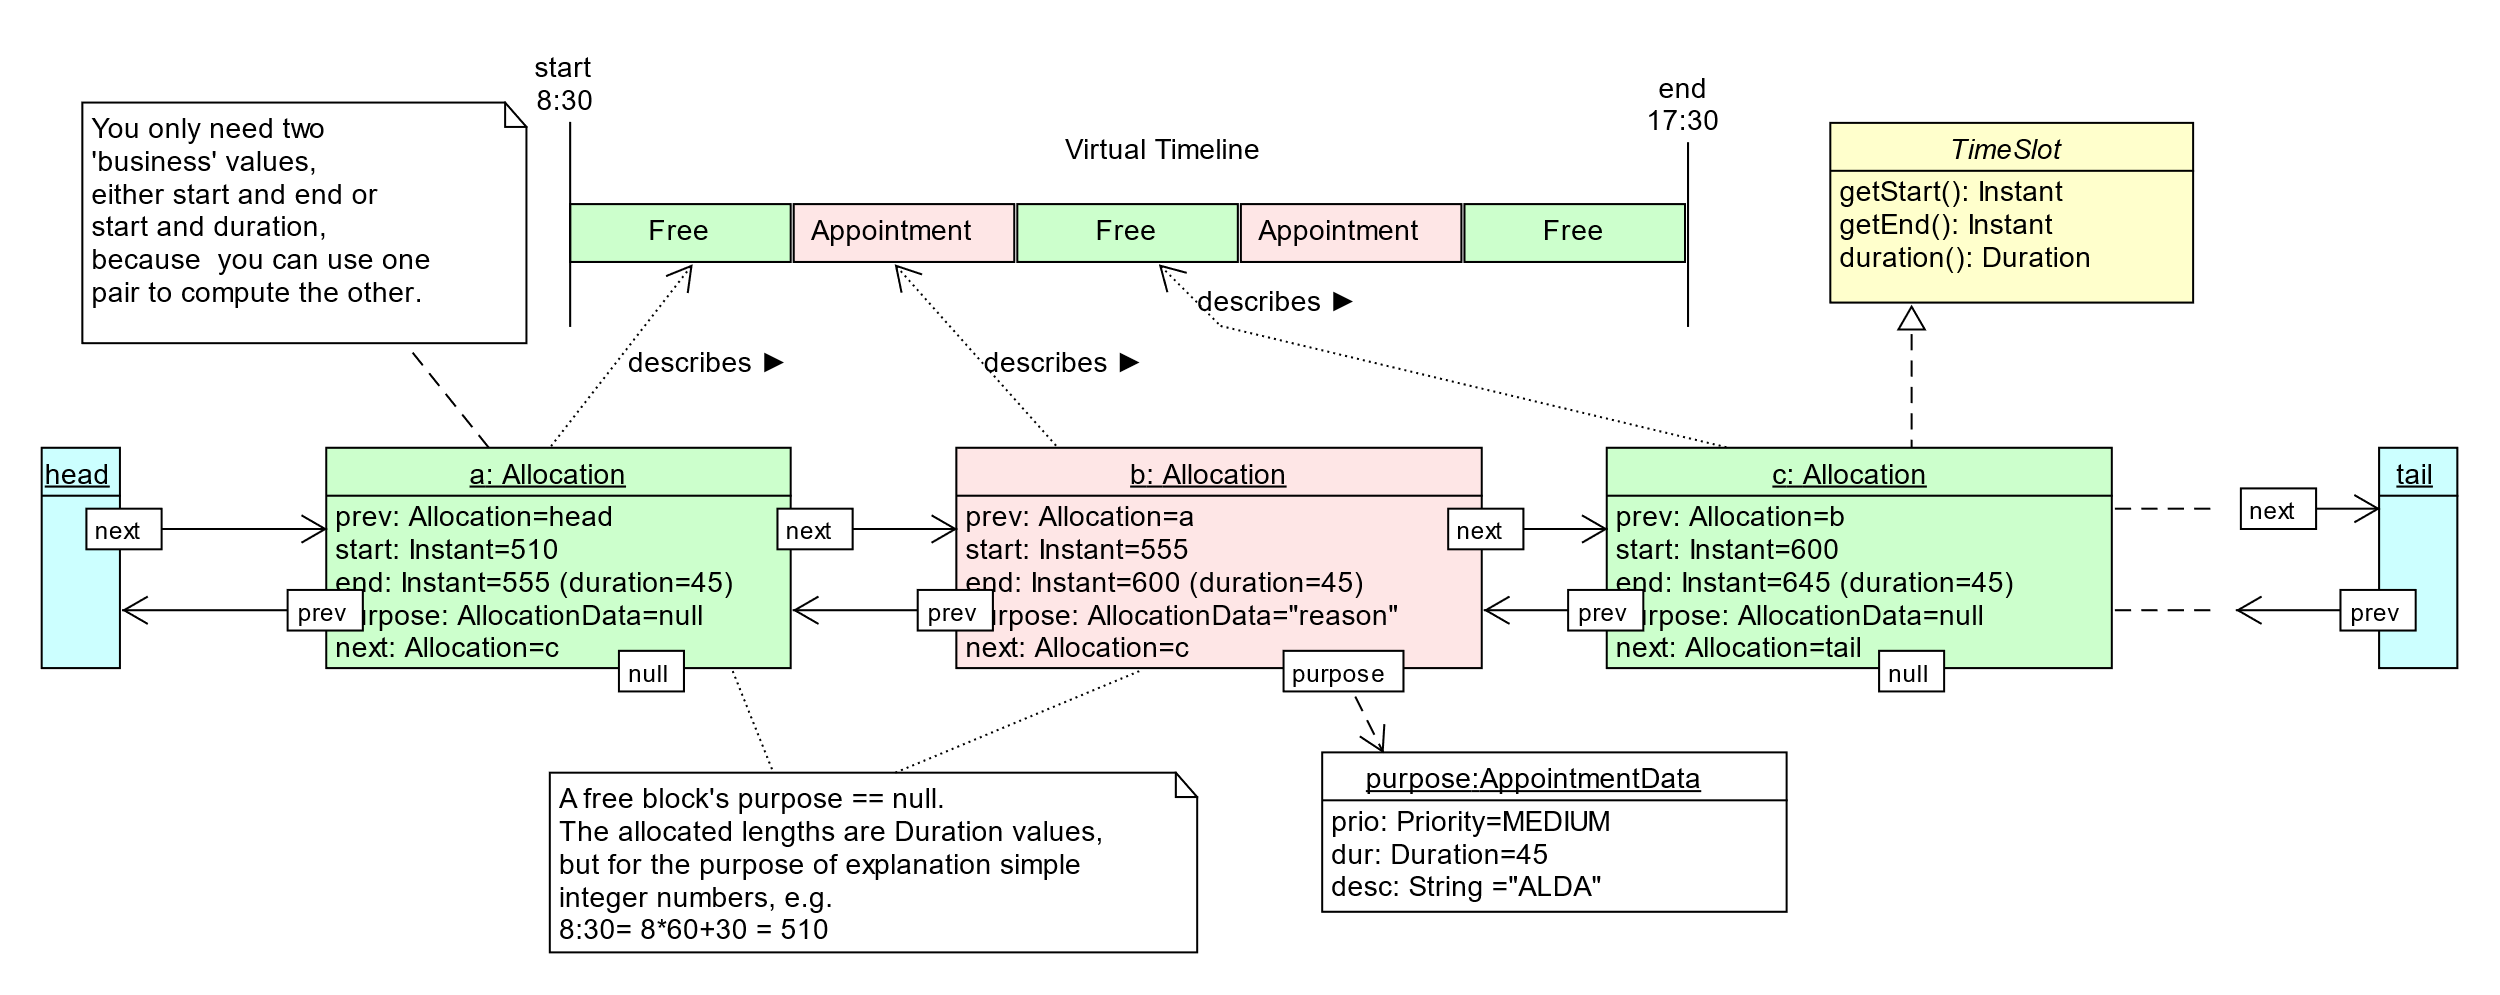 start
8:30
end
17:30
You only need two
'business' values,
either start and end or
start and duration,
because  you can use one
pair to compute the other.
Virtual Timeline
TimeSlot
getStart(): Instant
getEnd(): Instant
duration(): Duration
Free
Appointment
Free
Appointment
Free
describes ►
describes ►
describes ►
head
next
a: Allocation
prev: Allocation=head
start: Instant=510
end: Instant=555 (duration=45)
urpose: AllocationData=null
next: Allocation=c
prev
null
next
b: Allocation
prev: Allocation=a
start: Instant=555
end: Instant=600 (duration=45)
urpose: AllocationData="reason"
next: Allocation=c
prev
purpose
next
c: Allocation
prev: Allocation=b
start: Instant=600
end: Instant=645 (duration=45)
urpose: AllocationData=null
next: Allocation=tail
prev
null
next
tail
prev
A free block's purpose == null.
The allocated lengths are Duration values,
but for the purpose of explanation simple
integer numbers, e.g.
8:30= 8*60+30 = 510
purpose:AppointmentData
prio: Priority=MEDIUM
dur: Duration=45
desc: String ="ALDA"